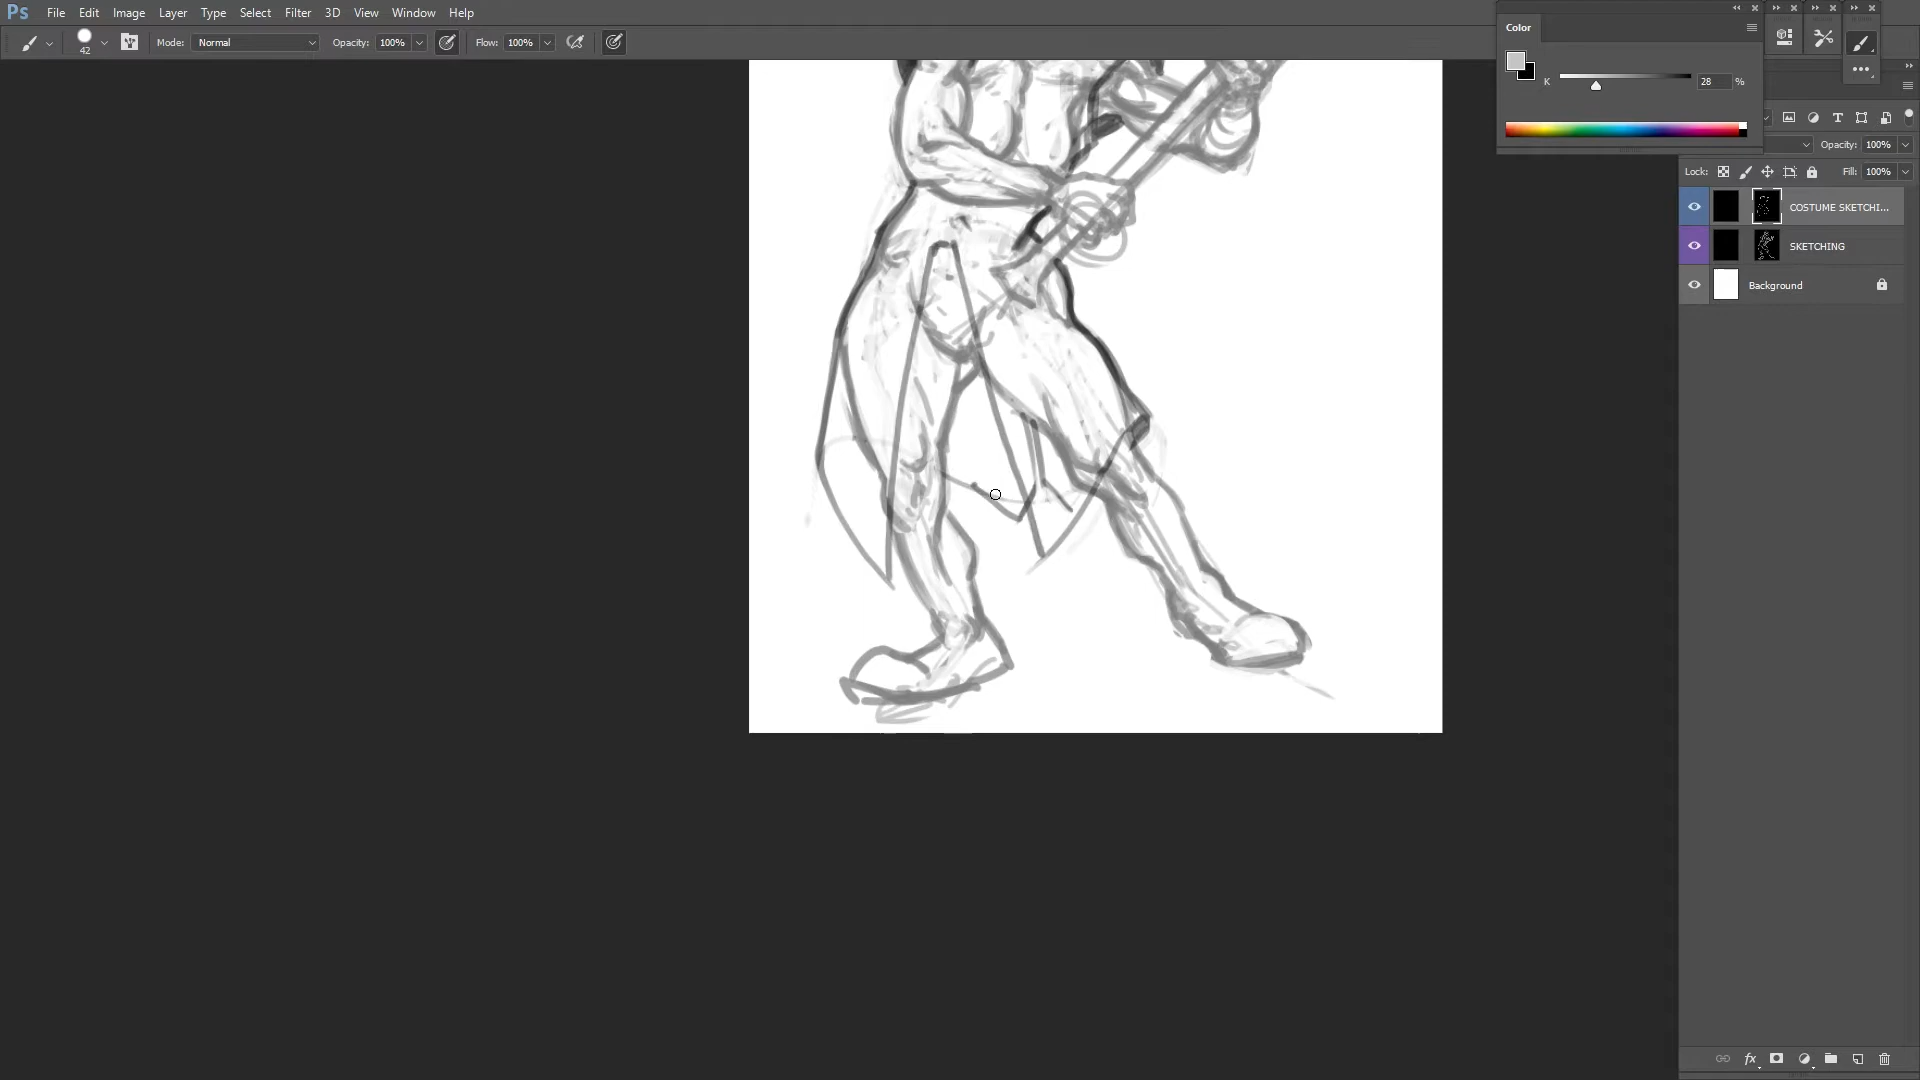 Ps File Edit Image Layer Type Select Filter 3D View Window Help
42 Mode: Normal Opacity: 100% Flow: 100%
Color
K 28 %
Opacity: 100%
Lock: Fill: 100%
COSTUME SKETCHI...
SKETCHING
Background
fx